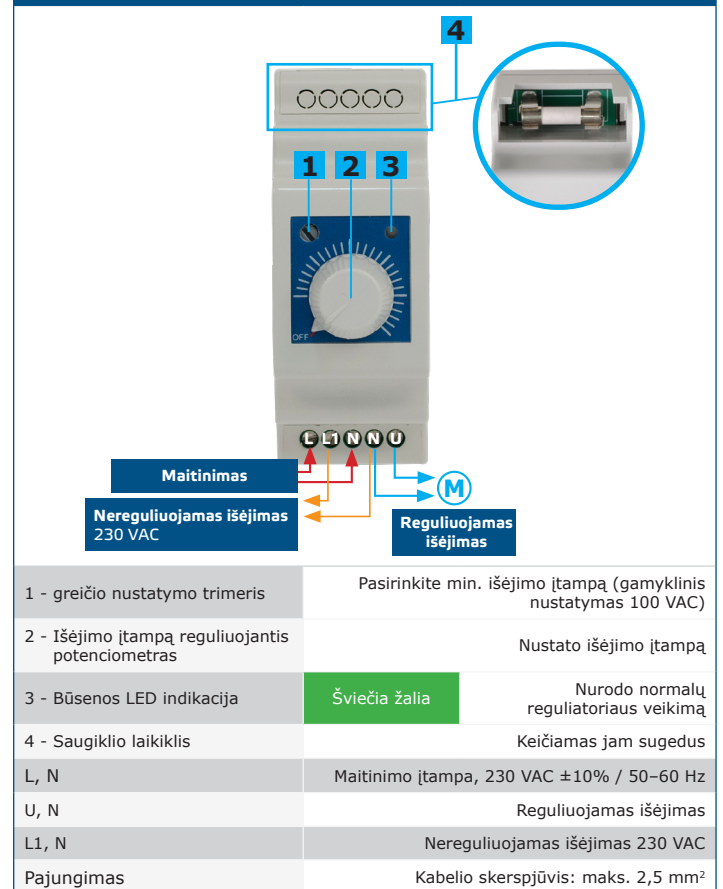 4
1 2 3
OFF
L L1 N N U
Maitinimas
Nereguliuojamas išėjimas
230 VAC
M
Reguliuojamas
išėjimas
1 - greičio nustatymo trimeris
Pasirinkite min. išėjimo įtampą (gamyklinis
nustatymas 100 VAC)
2 - Išėjimo įtampą reguliuojantis
potenciometras
Nustato išėjimo įtampą
3 - Būsenos LED indikacija
Šviečia žalia
Nurodo normalų
reguliatoriaus veikimą
4 - Saugiklio laikiklis
Keičiamas jam sugedus
L, N
Maitinimo įtampa, 230 VAC ±10% / 50–60 Hz
U, N
Reguliuojamas išėjimas
L1, N
Nereguliuojamas išėjimas 230 VAC
Pajungimas
Kabelio skerspjūvis: maks. 2,5 mm²